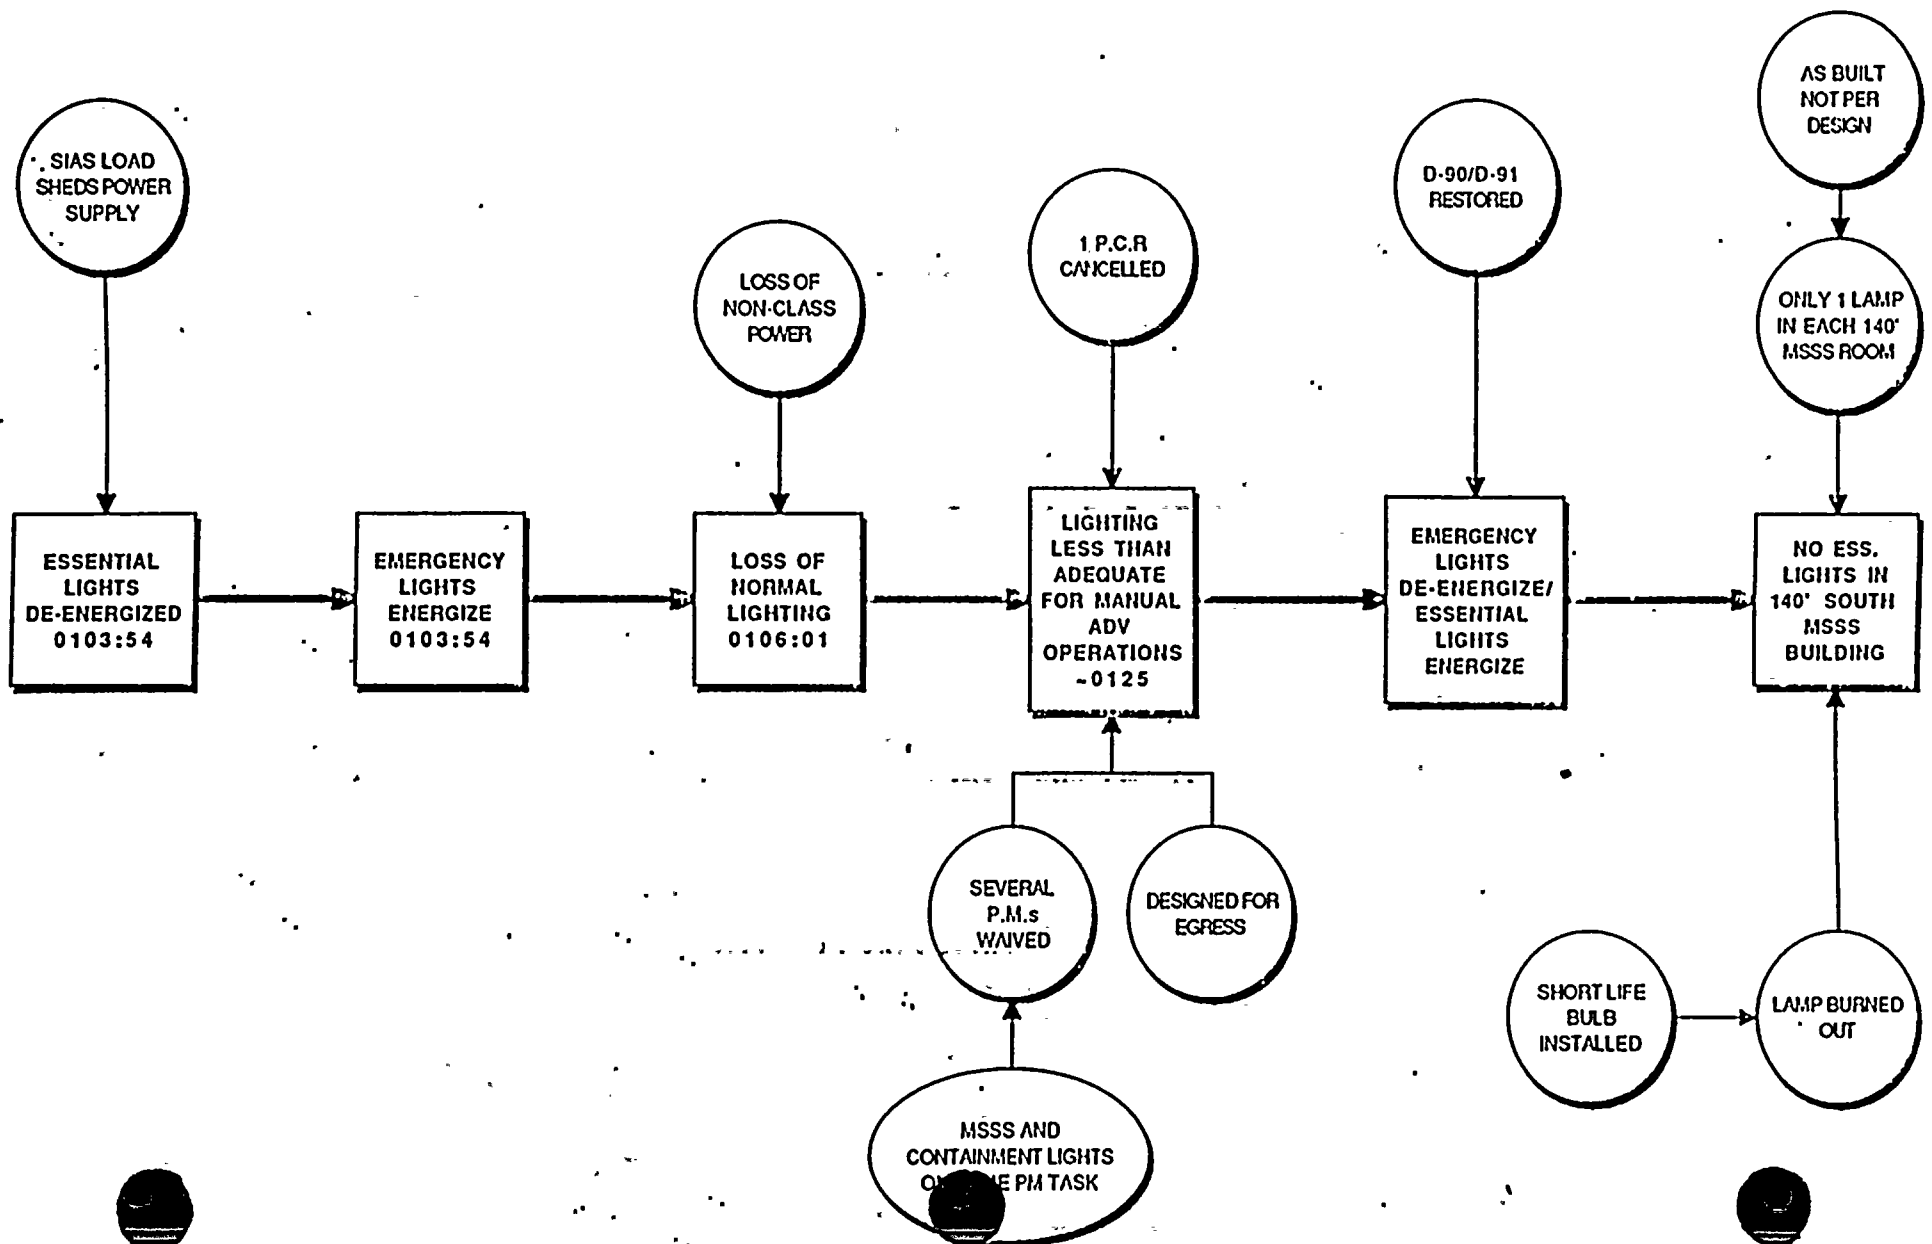 SIAS LOAD
SHEDS POWER
SUPPLY
LOSS OF
NON-CLASS
POWER
1 P.C.R
CANCELLED
D-90/D-91
RESTORED
AS BUILT
NOT PER
DESIGN
ONLY 1 LAMP
IN EACH 140'
MSSS ROOM
ESSENTIAL
LIGHTS
DE-ENERGIZED
0103:54
EMERGENCY
LIGHTS
ENERGIZE
0103:54
LOSS OF
NORMAL
LIGHTING
0106:01
LIGHTING
LESS THAN
ADEQUATE
FOR MANUAL
ADV
OPERATIONS
~0125
EMERGENCY
LIGHTS
DE-ENERGIZE/
ESSENTIAL
LIGHTS
ENERGIZE
NO ESS.
LIGHTS IN
140' SOUTH
MSSS
BUILDING
SEVERAL
P.M.s
WAIVED
DESIGNED FOR
EGRESS
SHORT LIFE
BULB
INSTALLED
LAMP BURNED
OUT
MSSS AND
CONTAINMENT LIGHTS
PM TASK